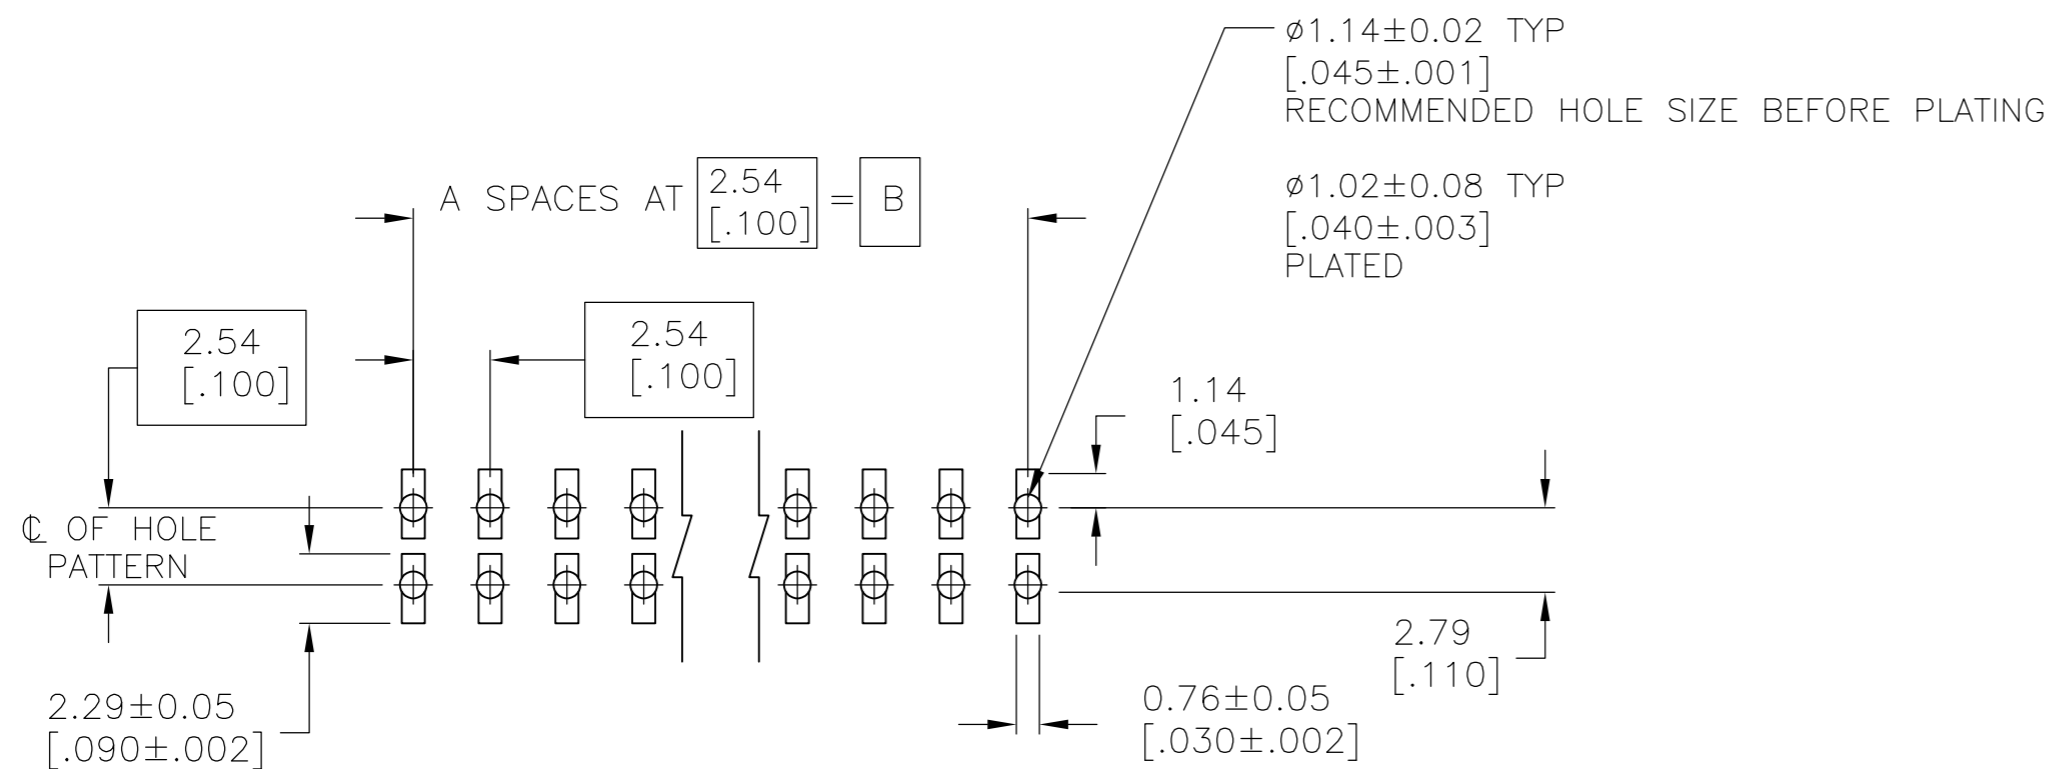 ⌀1.14±0.02 TYP
[.045±.001]
RECOMMENDED HOLE SIZE BEFORE PLATING
⌀1.02±0.08 TYP
[.040±.003]
PLATED
A SPACES AT 2.54 [.100] = B
2.54
[.100]
2.54
[.100]
1.14
[.045]
℄ OF HOLE
PATTERN
2.79
[.110]
2.29±0.05
[.090±.002]
0.76±0.05
[.030±.002]